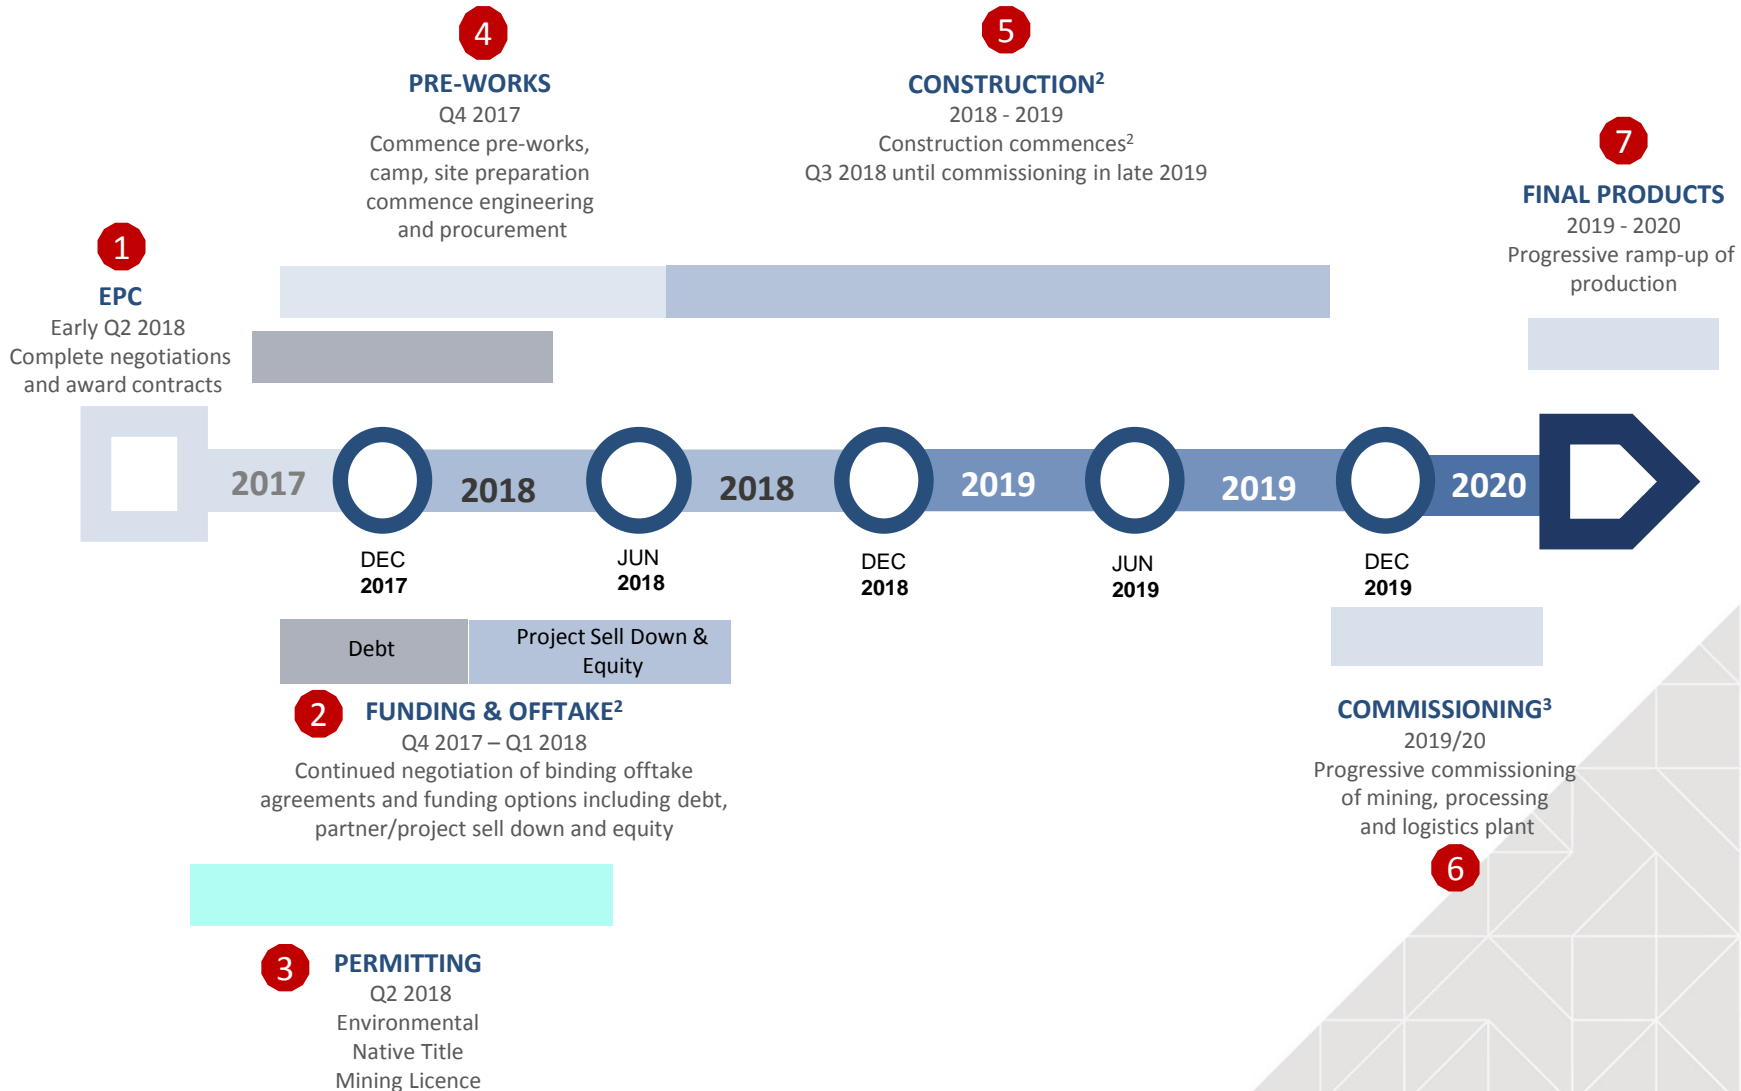 4
PRE-WORKS
Q4 2017
Commence pre-works,
camp, site preparation
commence engineering
and procurement
5
CONSTRUCTION²
2018 - 2019
Construction commences²
Q3 2018 until commissioning in late 2019
7
FINAL PRODUCTS
2019 - 2020
Progressive ramp-up of
production
1
EPC
Early Q2 2018
Complete negotiations
and award contracts
2017
2018
2018
2019
2019
2020
DEC
2017
JUN
2018
DEC
2018
JUN
2019
DEC
2019
Debt
Project Sell Down &
Equity
2
FUNDING & OFFTAKE²
Q4 2017 – Q1 2018
Continued negotiation of binding offtake
agreements and funding options including debt,
partner/project sell down and equity
COMMISSIONING³
2019/20
Progressive commissioning
of mining, processing
and logistics plant
6
3
PERMITTING
Q2 2018
Environmental
Native Title
Mining Licence